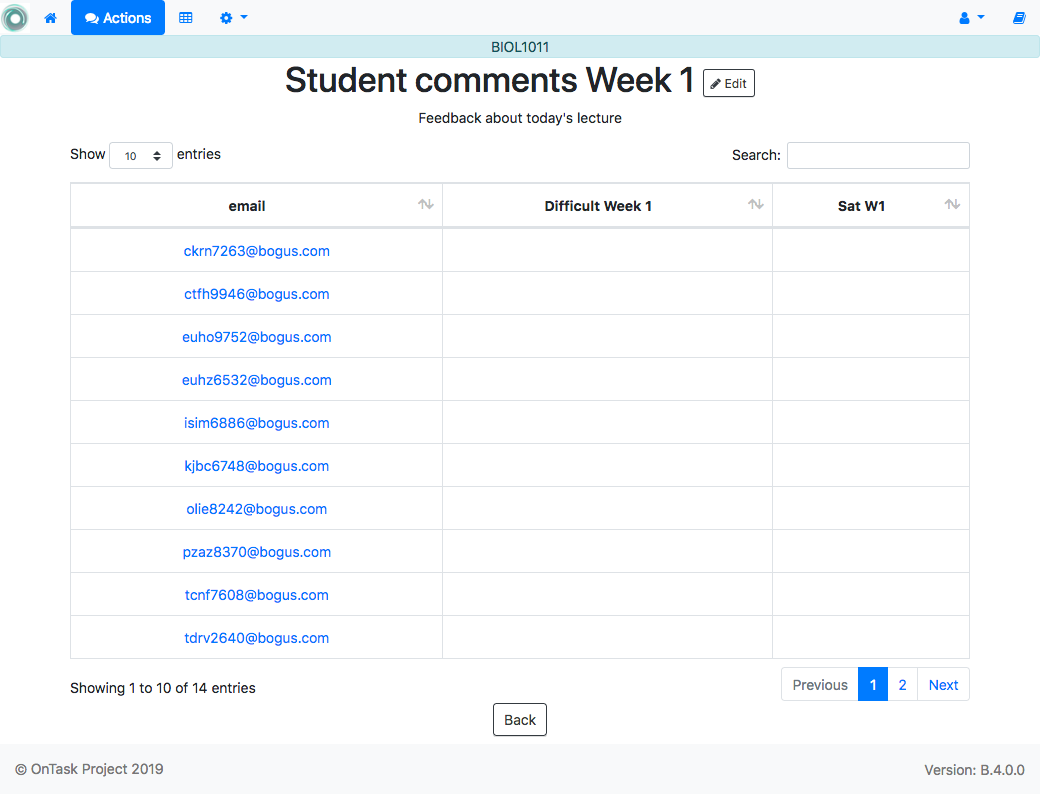 Actions
BIOL1011
Student comments Week 1 Edit
Feedback about today's lecture
Show 10 entries Search:
email Difficult Week 1 Sat W1
ckrn7263@bogus.com
ctfh9946@bogus.com
euho9752@bogus.com
euhz6532@bogus.com
isim6886@bogus.com
kjbc6748@bogus.com
olie8242@bogus.com
pzaz8370@bogus.com
tcnf7608@bogus.com
tdrv2640@bogus.com
Showing 1 to 10 of 14 entries Previous 1 2 Next
Back
© OnTask Project 2019 Version: B.4.0.0